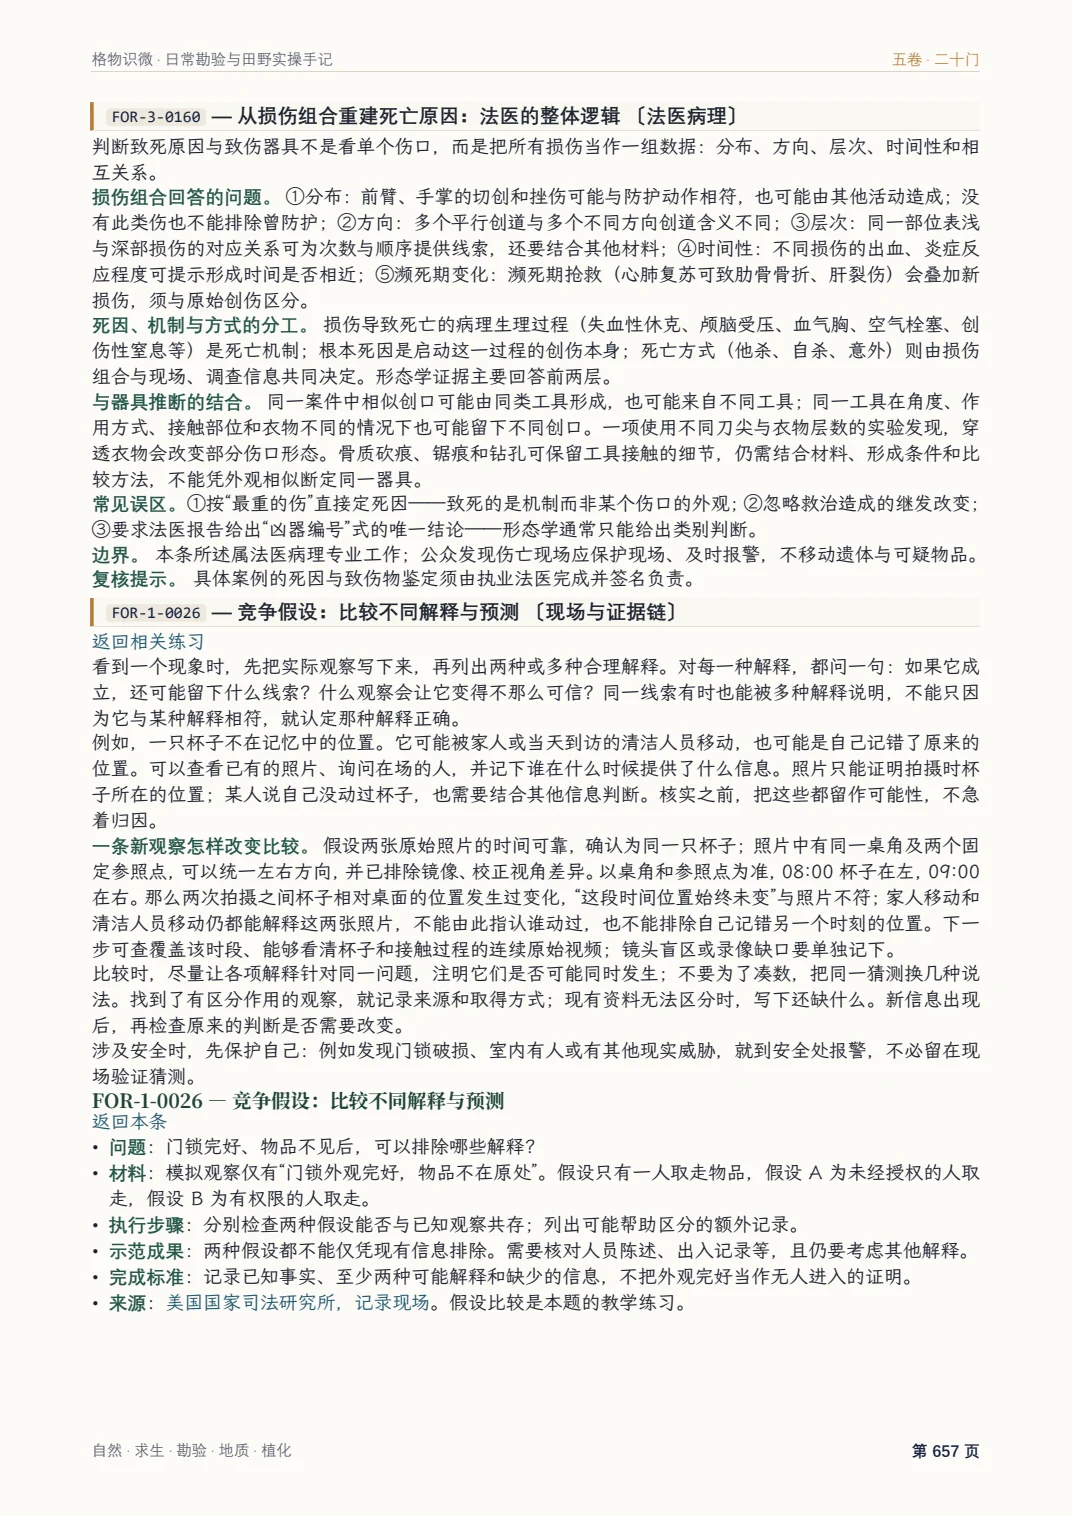 格物识微 · 日常勘验与田野实操手记
五卷 · 二十门
FOR-3-0160 — 从损伤组合重建死亡原因：法医的整体逻辑 〔法医病理〕
判断致死原因与致伤器具不是看单个伤口，而是把所有损伤当作一组数据：分布、方向、层次、时间性和相
互关系。
损伤组合回答的问题。 ①分布：前臂、手掌的切创和挫伤可能与防护动作相符，也可能由其他活动造成；没
有此类伤也不能排除曾防护；②方向：多个平行创道与多个不同方向创道含义不同；③层次：同一部位表浅
与深部损伤的对应关系可为次数与顺序提供线索，还要结合其他材料；④时间性：不同损伤的出血、炎症反
应程度可提示形成时间是否相近；⑤濒死期变化：濒死期抢救（心肺复苏可致肋骨骨折、肝裂伤）会叠加新
损伤，须与原始创伤区分。
死因、机制与方式的分工。 损伤导致死亡的病理生理过程（失血性休克、颅脑受压、血气胸、空气栓塞、创
伤性窒息等）是死亡机制；根本死因是启动这一过程的创伤本身；死亡方式（他杀、自杀、意外）则由损伤
组合与现场、调查信息共同决定。形态学证据主要回答前两层。
与器具推断的结合。 同一案件中相似创口可能由同类工具形成，也可能来自不同工具；同一工具在角度、作
用方式、接触部位和衣物不同的情况下也可能留下不同创口。一项使用不同刀尖与衣物层数的实验发现，穿
透衣物会改变部分伤口形态。骨质砍痕、锯痕和钻孔可保留工具接触的细节，仍需结合材料、形成条件和比
较方法，不能凭外观相似断定同一器具。
常见误区。①按“最重的伤”直接定死因——致死的是机制而非某个伤口的外观；②忽略救治造成的继发改变；
③要求法医报告给出“凶器编号”式的唯一结论——形态学通常只能给出类别判断。
边界。 本条所述属法医病理专业工作；公众发现伤亡现场应保护现场、及时报警，不移动遗体与可疑物品。
复核提示。 具体案例的死因与致伤物鉴定须由执业法医完成并签名负责。
FOR-1-0026 — 竞争假设：比较不同解释与预测 〔现场与证据链〕
返回相关练习
看到一个现象时，先把实际观察写下来，再列出两种或多种合理解释。对每一种解释，都问一句：如果它成
立，还可能留下什么线索？什么观察会让它变得不那么可信？同一线索有时也能被多种解释说明，不能只因
为它与某种解释相符，就认定那种解释正确。
例如，一只杯子不在记忆中的位置。它可能被家人或当天到访的清洁人员移动，也可能是自己记错了原来的
位置。可以查看已有的照片、询问在场的人，并记下谁在什么时候提供了什么信息。照片只能证明拍摄时杯
子所在的位置；某人说自己没动过杯子，也需要结合其他信息判断。核实之前，把这些都留作可能性，不急
着归因。
一条新观察怎样改变比较。 假设两张原始照片的时间可靠，确认为同一只杯子；照片中有同一桌角及两个固
定参照点，可以统一左右方向，并已排除镜像、校正视角差异。以桌角和参照点为准，08:00 杯子在左，09:00
在右。那么两次拍摄之间杯子相对桌面的位置发生过变化，“这段时间位置始终未变”与照片不符；家人移动和
清洁人员移动仍都能解释这两张照片，不能由此指认谁动过，也不能排除自己记错另一个时刻的位置。下一
步可查覆盖该时段、能够看清杯子和接触过程的连续原始视频；镜头盲区或录像缺口要单独记下。
比较时，尽量让各项解释针对同一问题，注明它们是否可能同时发生；不要为了凑数，把同一猜测换几种说
法。找到了有区分作用的观察，就记录来源和取得方式；现有资料无法区分时，写下还缺什么。新信息出现
后，再检查原来的判断是否需要改变。
涉及安全时，先保护自己：例如发现门锁破损、室内有人或有其他现实威胁，就到安全处报警，不必留在现
场验证猜测。
FOR-1-0026 — 竞争假设：比较不同解释与预测
返回本条
• 问题：门锁完好、物品不见后，可以排除哪些解释？
• 材料：模拟观察仅有“门锁外观完好，物品不在原处”。假设只有一人取走物品，假设 A 为未经授权的人取
走，假设 B 为有权限的人取走。
• 执行步骤：分别检查两种假设能否与已知观察共存；列出可能帮助区分的额外记录。
• 示范成果：两种假设都不能仅凭现有信息排除。需要核对人员陈述、出入记录等，且仍要考虑其他解释。
• 完成标准：记录已知事实、至少两种可能解释和缺少的信息，不把外观完好当作无人进入的证明。
• 来源：美国国家司法研究所，记录现场。假设比较是本题的教学练习。
自然 · 求生 · 勘验 · 地质 · 植化
第 657 页